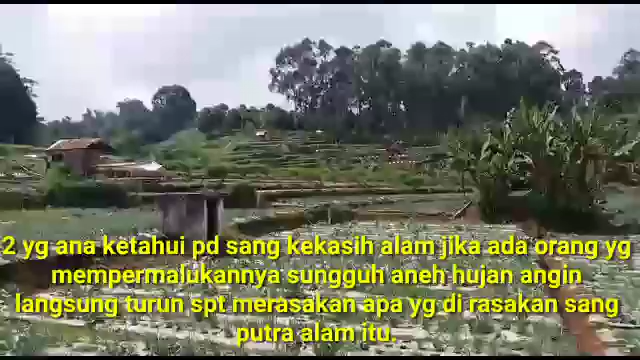 2 yg ana ketahui pd sang kekasih alam jika ada orang yg
mempermalukannya sungguh aneh hujan angin
langsung turun spt merasakan apa yg di rasakan sang
putra alam itu.